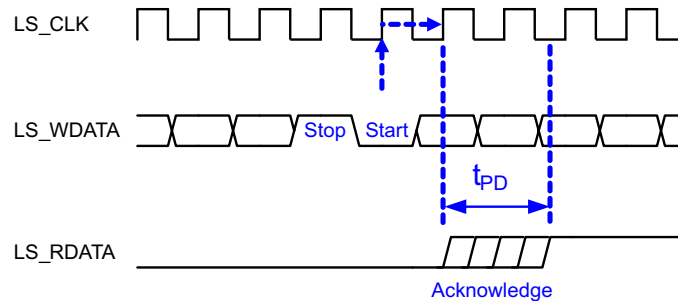 LS_CLK
LS_WDATA
Stop
Start
tPD
LS_RDATA
Acknowledge